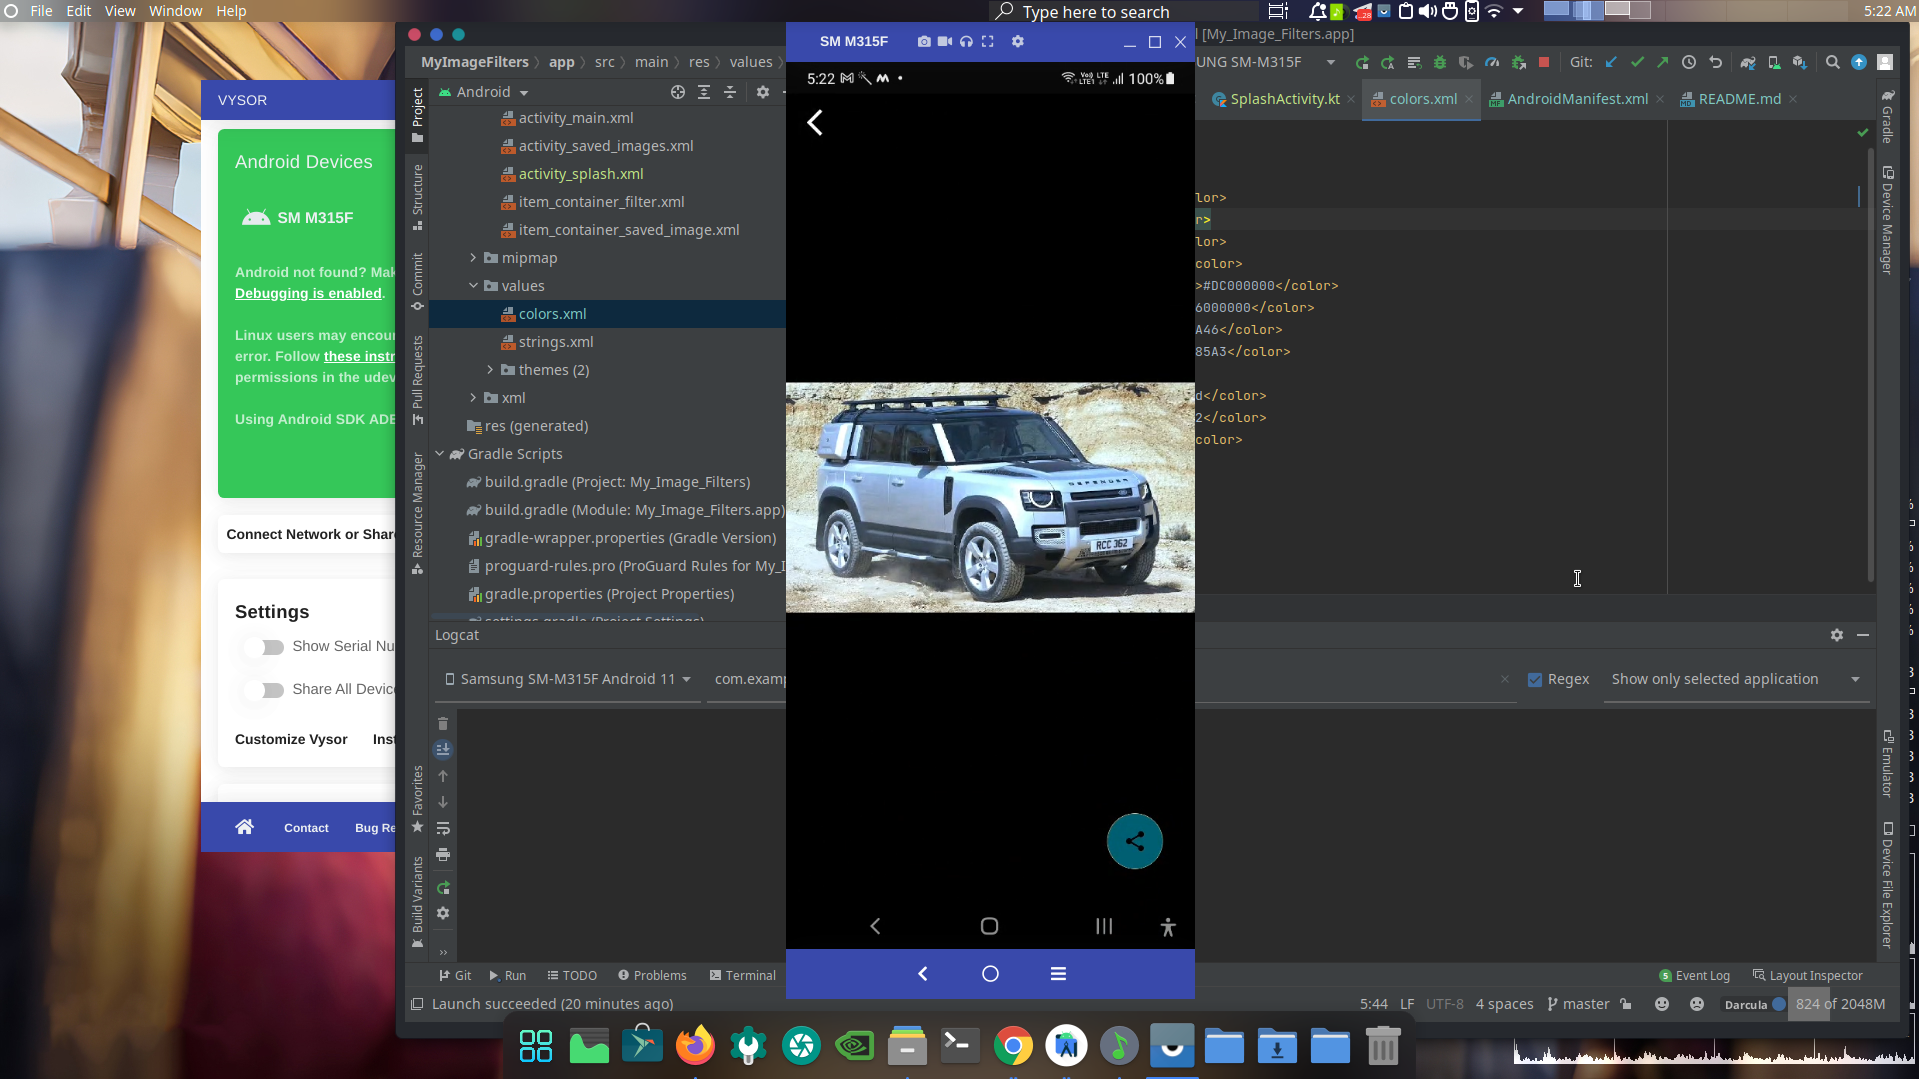 File Edit View Window Help
Type here to search
28
5:22 AM
VYSOR
Android Devices
SM M315F
Android not found? Mak
Debugging is enabled.
Linux users may encou
error. Follow these instr
permissions in the udev
Using Android SDK ADB
Connect Network or Share
Settings
Show Serial Nu
Share All Device
Customize Vysor Inst
Contact Bug Re
[My_Image_Filters.app]
MyImageFilters app src main res values
UNG SM-M315F
Git:
Project
Structure
Commit
Pull Requests
Resource Manager
Favorites
Build Variants
Android
activity_main.xml
activity_saved_images.xml
activity_splash.xml
item_container_filter.xml
item_container_saved_image.xml
mipmap
values
colors.xml
strings.xml
themes (2)
xml
res (generated)
Gradle Scripts
build.gradle (Project: My_Image_Filters)
build.gradle (Module: My_Image_Filters.app)
gradle-wrapper.properties (Gradle Version)
proguard-rules.pro (ProGuard Rules for My_I
gradle.properties (Project Properties)
settings.gradle (Project Settings)
SM M315F
5:22
100%
DEFENDER
RCC 362
SplashActivity.kt colors.xml AndroidManifest.xml README.md
lor>
r>
lor>
color>
>#DC000000</color>
6000000</color>
A46</color>
85A3</color>
d</color>
2</color>
color>
Gradle
Device Manager
Emulator
Device File Explorer
Logcat
Samsung SM-M315F Android 11 com.examp
Regex Show only selected application
Git Run TODO Problems Terminal
Event Log Layout Inspector
Launch succeeded (20 minutes ago)
5:44 LF UTF-8 4 spaces master Darcula 824 of 2048M